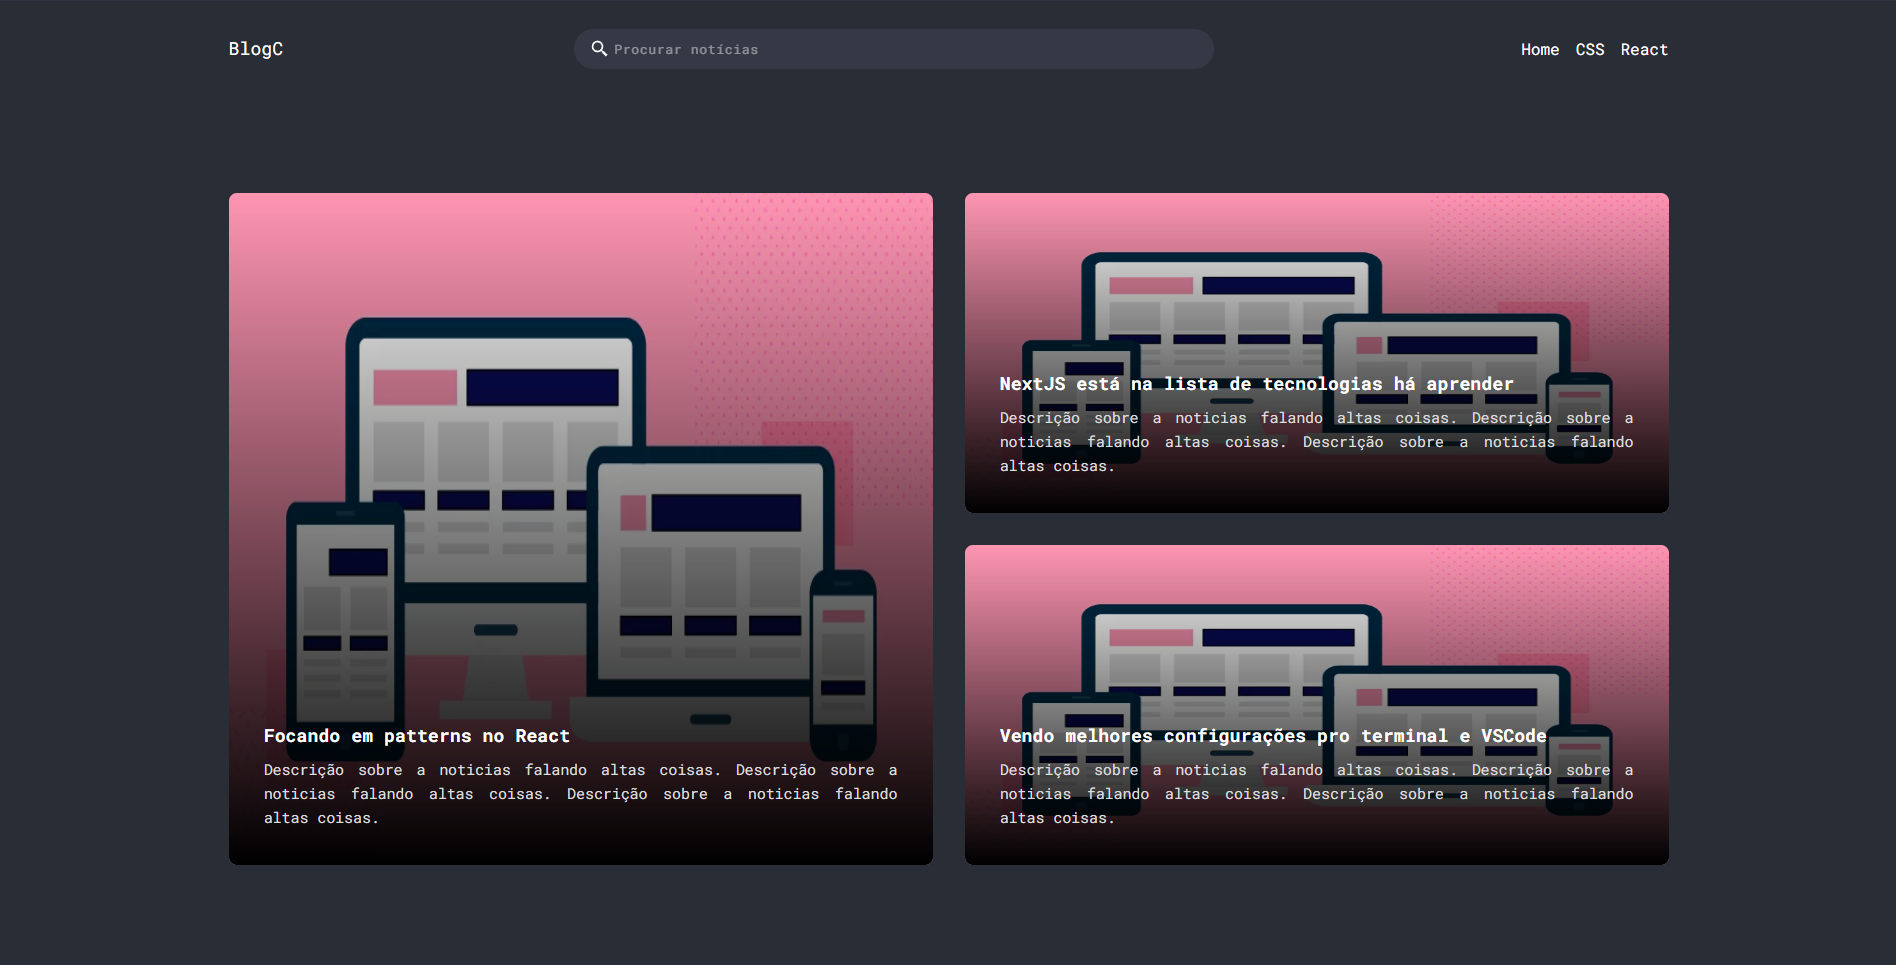 BlogC
Procurar notícias
Home CSS React
Focando em patterns no React
Descrição sobre a noticias falando altas coisas. Descrição sobre a
noticias falando altas coisas. Descrição sobre a noticias falando
altas coisas.
NextJS está na lista de tecnologias há aprender
Descrição sobre a noticias falando altas coisas. Descrição sobre a
noticias falando altas coisas. Descrição sobre a noticias falando
altas coisas.
Vendo melhores configurações pro terminal e VSCode
Descrição sobre a noticias falando altas coisas. Descrição sobre a
noticias falando altas coisas. Descrição sobre a noticias falando
altas coisas.